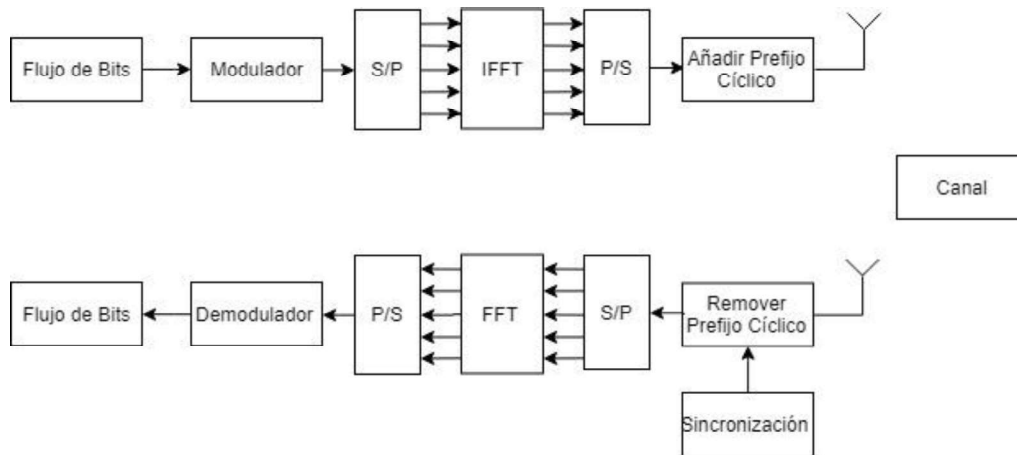 Flujo de Bits
Modulador
S/P
IFFT
P/S
Añadir Prefijo
Cíclico
Canal
Flujo de Bits
Demodulador
P/S
FFT
S/P
Remover
Prefijo Cíclico
Sincronización